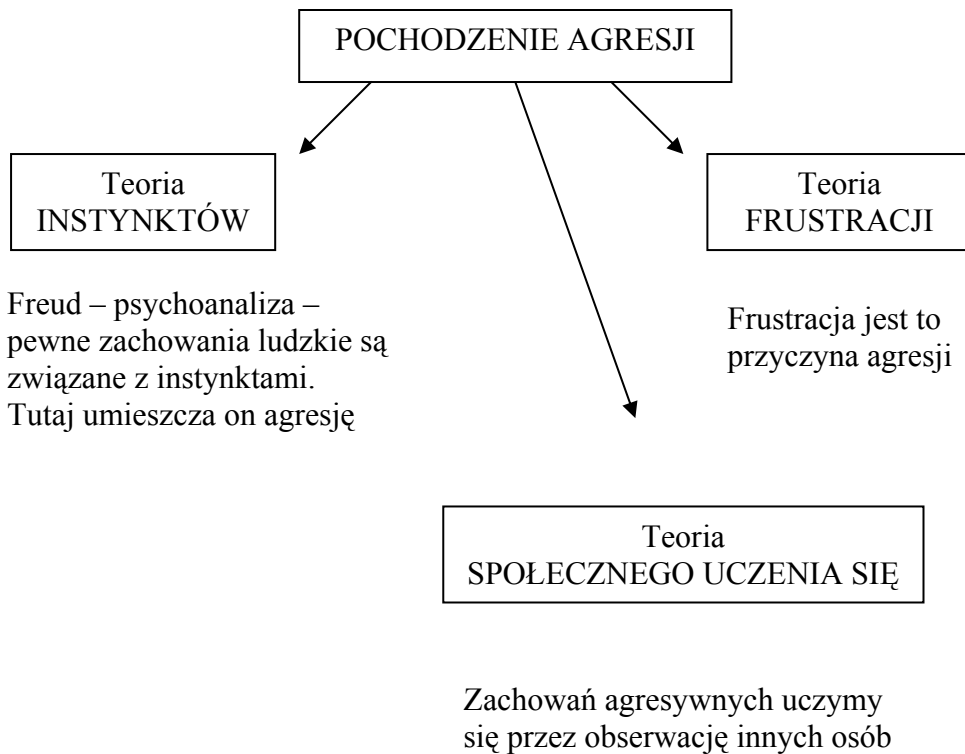 POCHODZENIE AGRESJI
Teoria
INSTYNKTÓW
Freud – psychoanaliza –
pewne zachowania ludzkie są
związane z instynktami.
Tutaj umieszcza on agresję
Teoria
FRUSTRACJI
Frustracja jest to
przyczyna agresji
Teoria
SPOŁECZNEGO UCZENIA SIĘ
Zachowań agresywnych uczymy
się przez obserwację innych osób